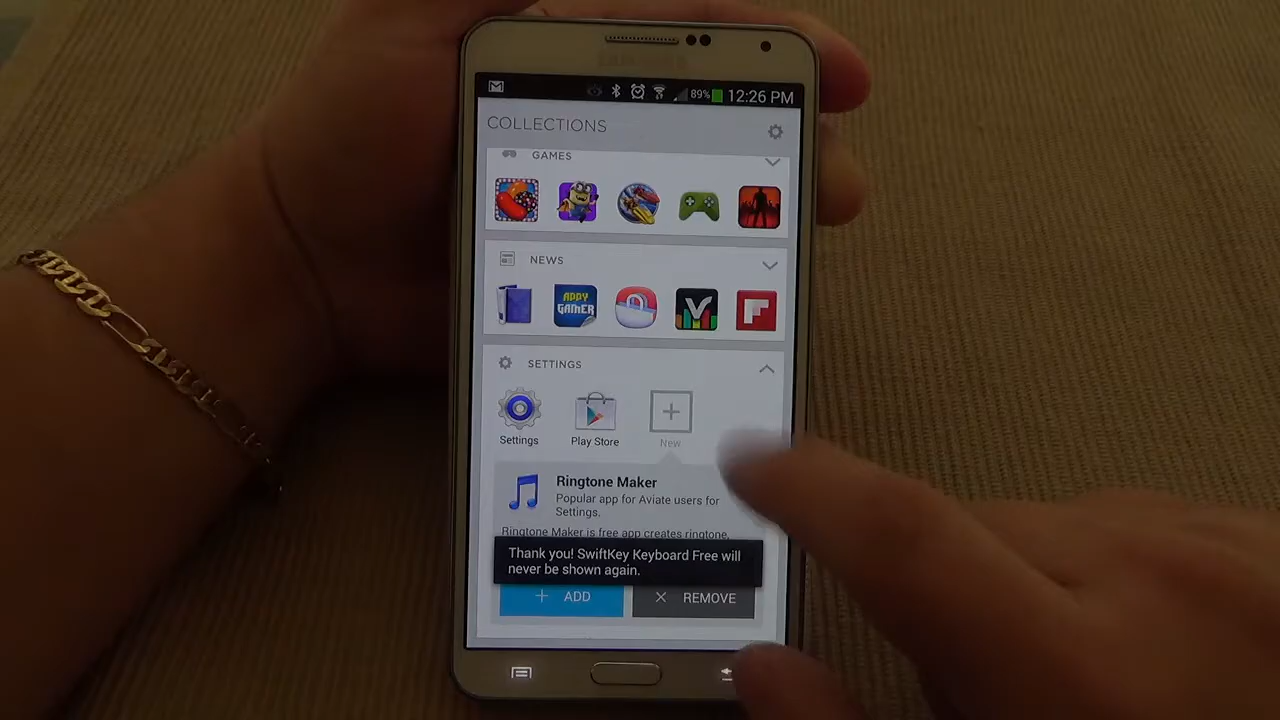 89% 12:26 PM
COLLECTIONS
GAMES
NEWS
APPY
GAMER
SETTINGS
Settings
Play Store
New
Ringtone Maker
Popular app for Aviate users for
Settings.
Ringtone Maker is free app creates ringtone,
Thank you! SwiftKey Keyboard Free will
never be shown again.
ADD
REMOVE